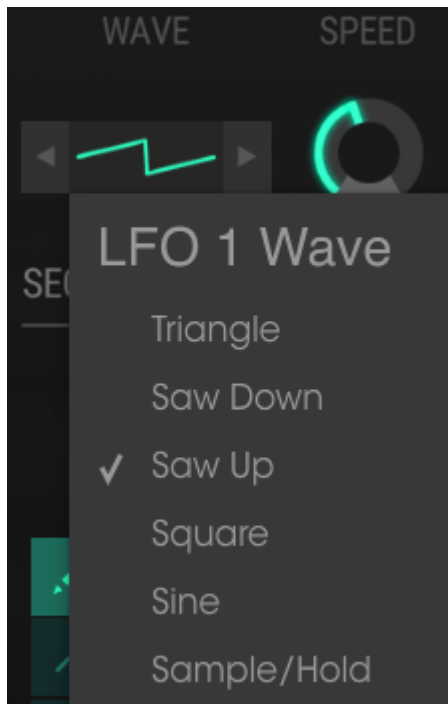 WAVE SPEED
LFO 1 Wave
Triangle
Saw Down
✓ Saw Up
Square
Sine
Sample/Hold